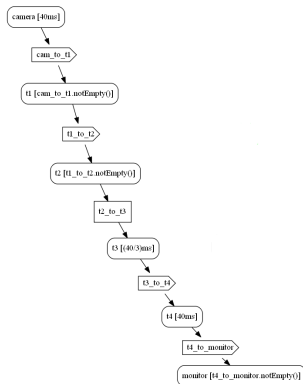 camera [40ms]
cam_to_t1
t1 [cam_to_t1.notEmpty()]
t1_to_t2
t2 [t1_to_t2.notEmpty()]
t2_to_t3
t3 [(40/3)ms]
t3_to_t4
t4 [40ms]
t4_to_monitor
monitor [t4_to_monitor.notEmpty()]